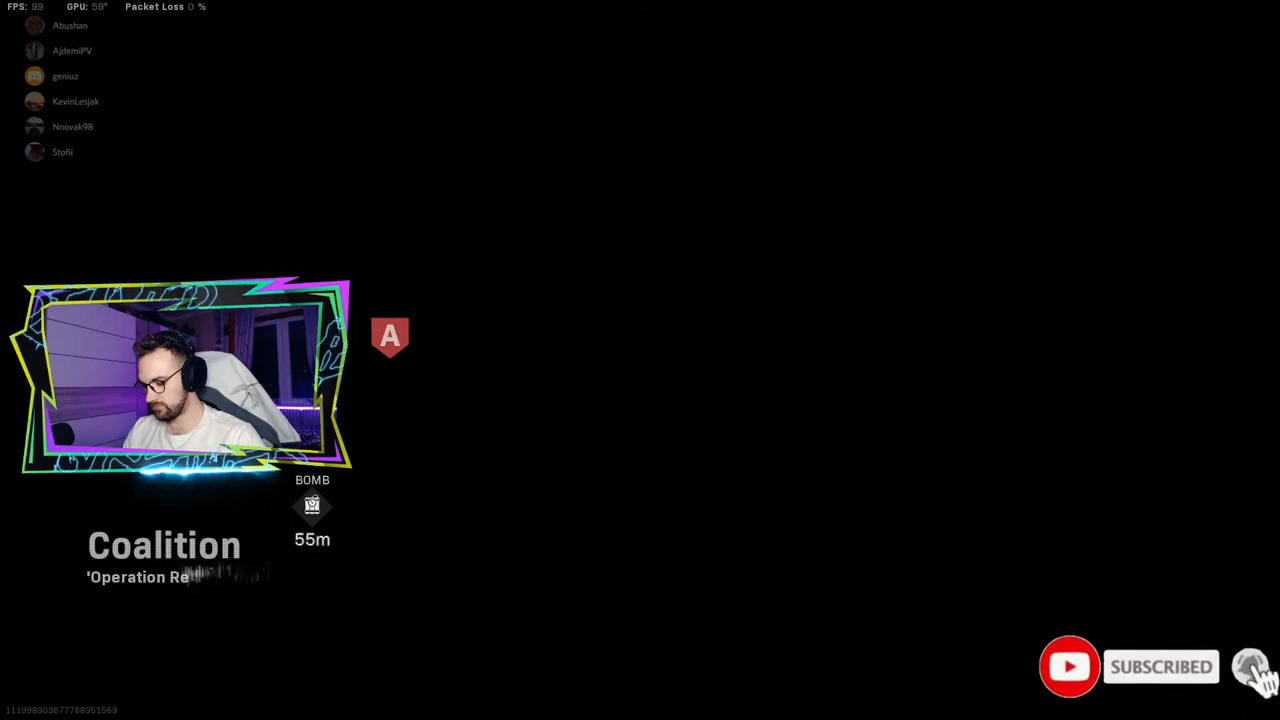 FPS: 99 GPU: 59° Packet Loss 0 %
Abushan
AjdemiPV
geniuz
KevinLesjak
Nnovak98
Stofii
A
BOMB
55m
Coalition
'Operation Re
SUBSCRIBED